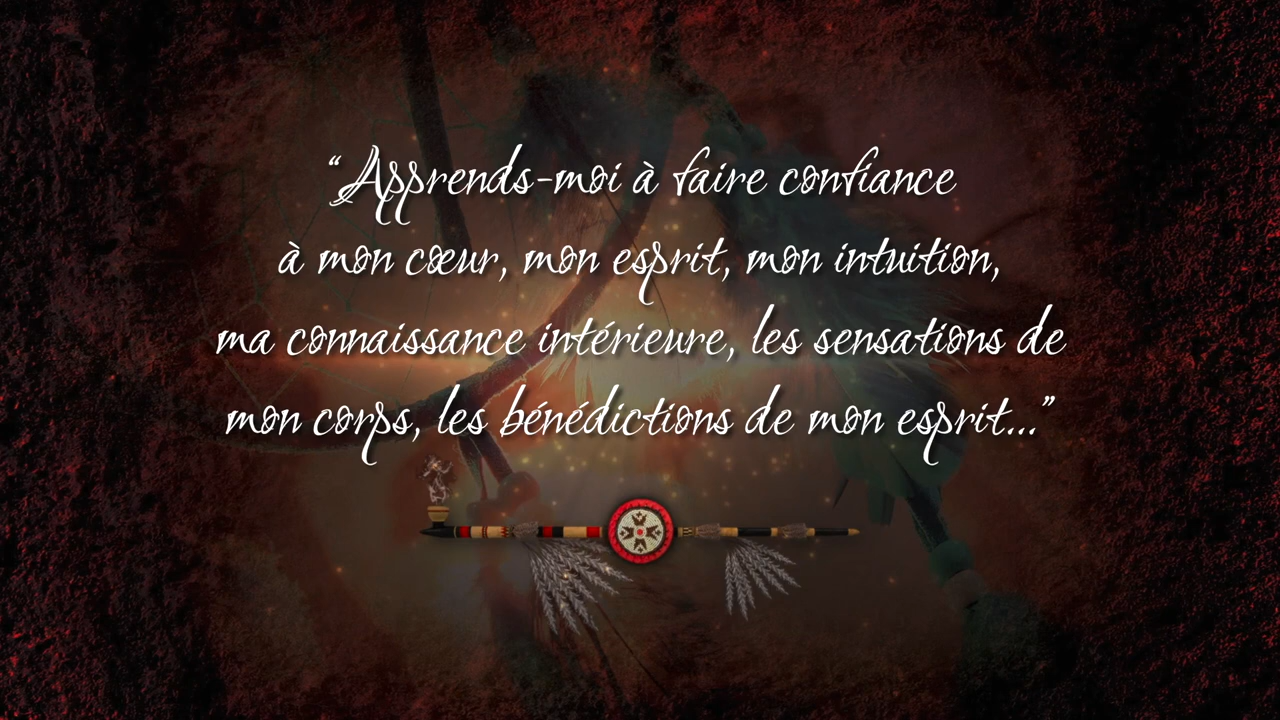 “Apprends-moi à faire confiance
à mon cœur, mon esprit, mon intuition,
ma connaissance intérieure, les sensations de
mon corps, les bénédictions de mon esprit...”